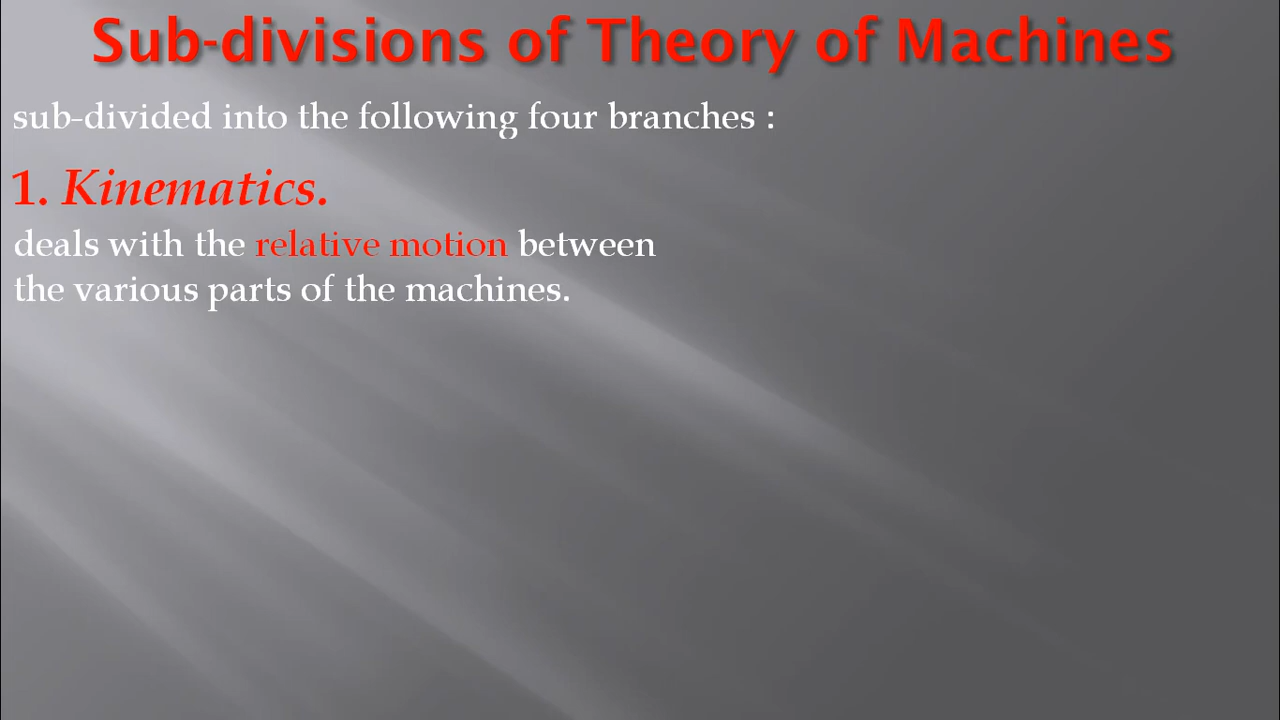 Sub-divisions of Theory of Machines
sub-divided into the following four branches :
1. Kinematics.
deals with the relative motion between
the various parts of the machines.